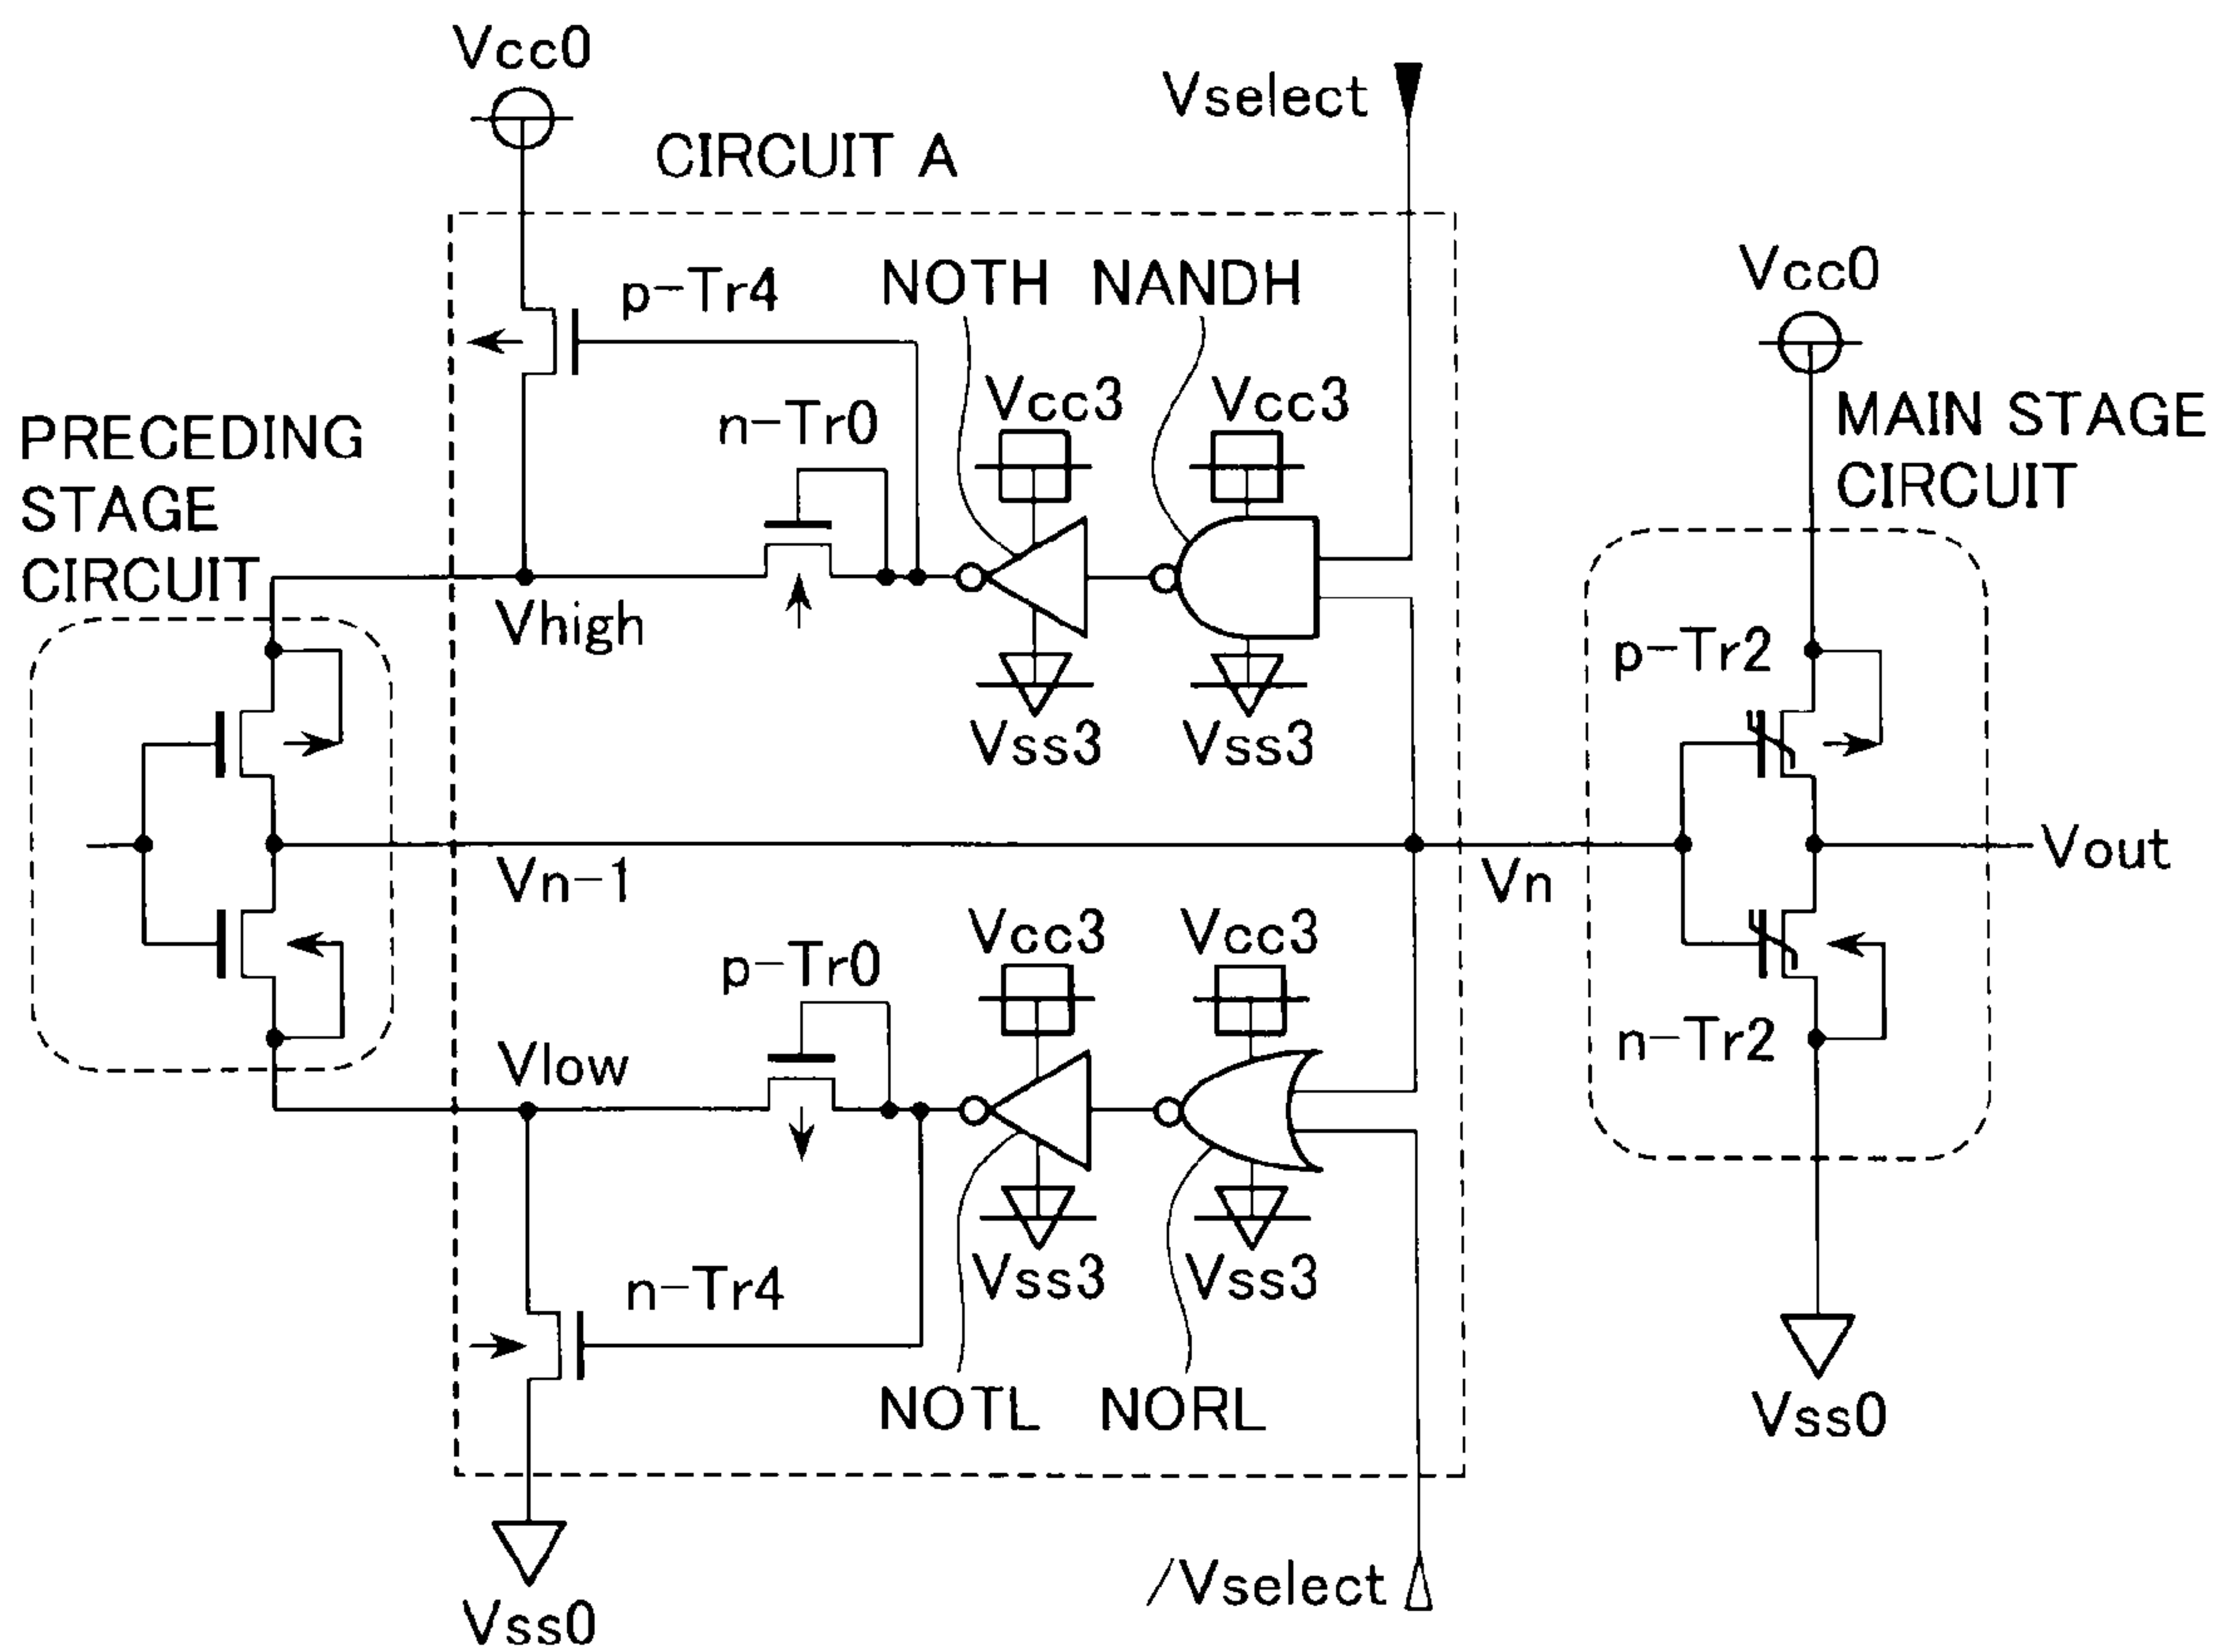 Vcc0
Vselect
CIRCUIT A
Vcc0
p-Tr4
NOTH NANDH
Vcc3
Vcc3
n-Tr0
MAIN STAGE
CIRCUIT
PRECEDING
STAGE
CIRCUIT
Vhigh
p-Tr2
Vss3
Vss3
Vn-1
Vn
Vout
Vcc3
Vcc3
p-Tr0
Vlow
n-Tr2
n-Tr4
Vss3
Vss3
NOTL NORL
Vss0
/Vselect
Vss0